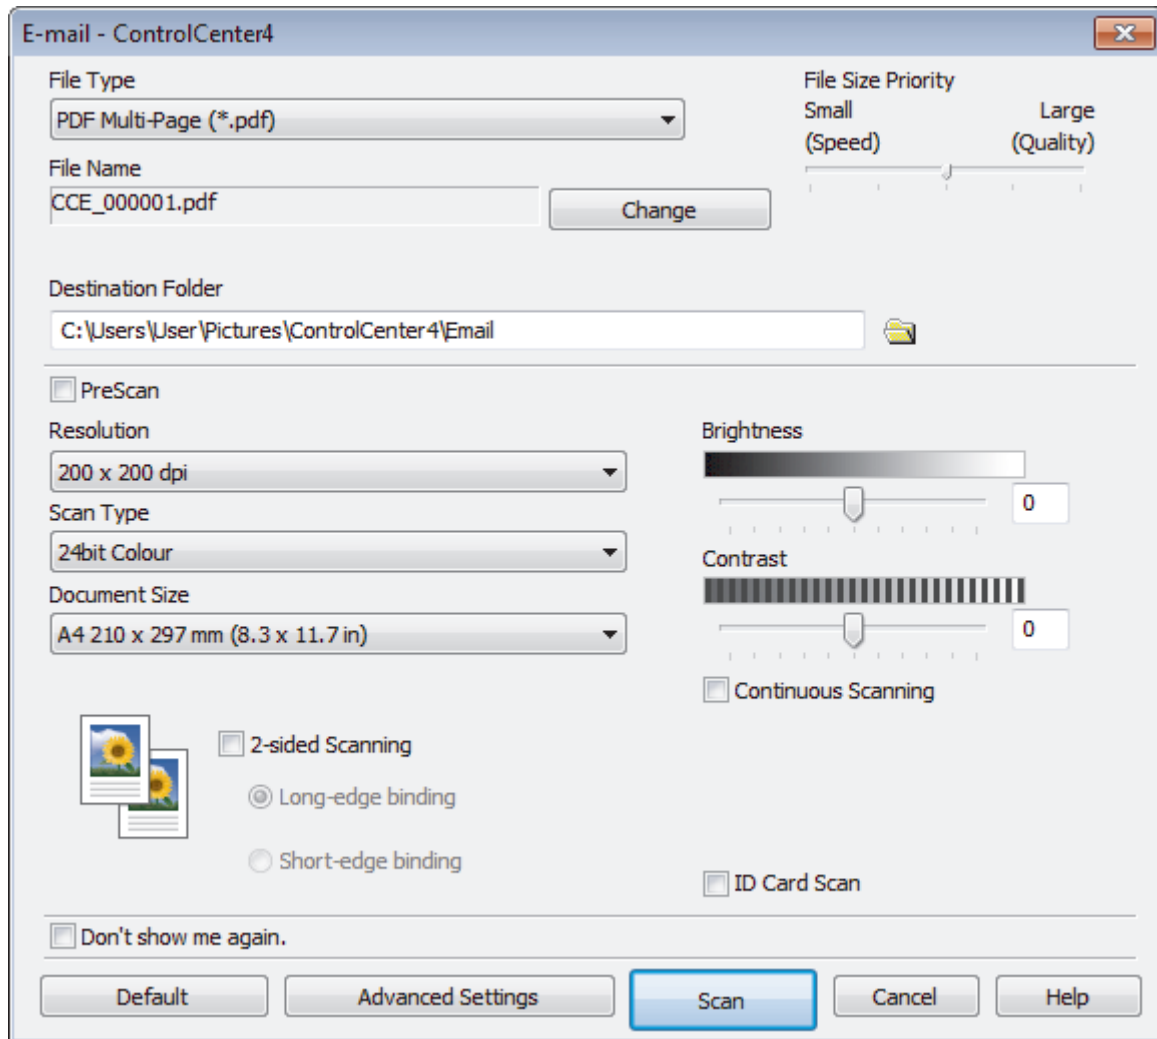 E-mail - ControlCenter4
File Type
PDF Multi-Page (*.pdf)
File Name
CCE_000001.pdf
Change
File Size Priority
Small Large
(Speed) (Quality)
Destination Folder
C:\Users\User\Pictures\ControlCenter4\Email
PreScan
Resolution
200 x 200 dpi
Scan Type
24bit Colour
Document Size
A4 210 x 297 mm (8.3 x 11.7 in)
Brightness
0
Contrast
0
Continuous Scanning
2-sided Scanning
Long-edge binding
Short-edge binding
ID Card Scan
Don't show me again.
Default Advanced Settings Scan Cancel Help